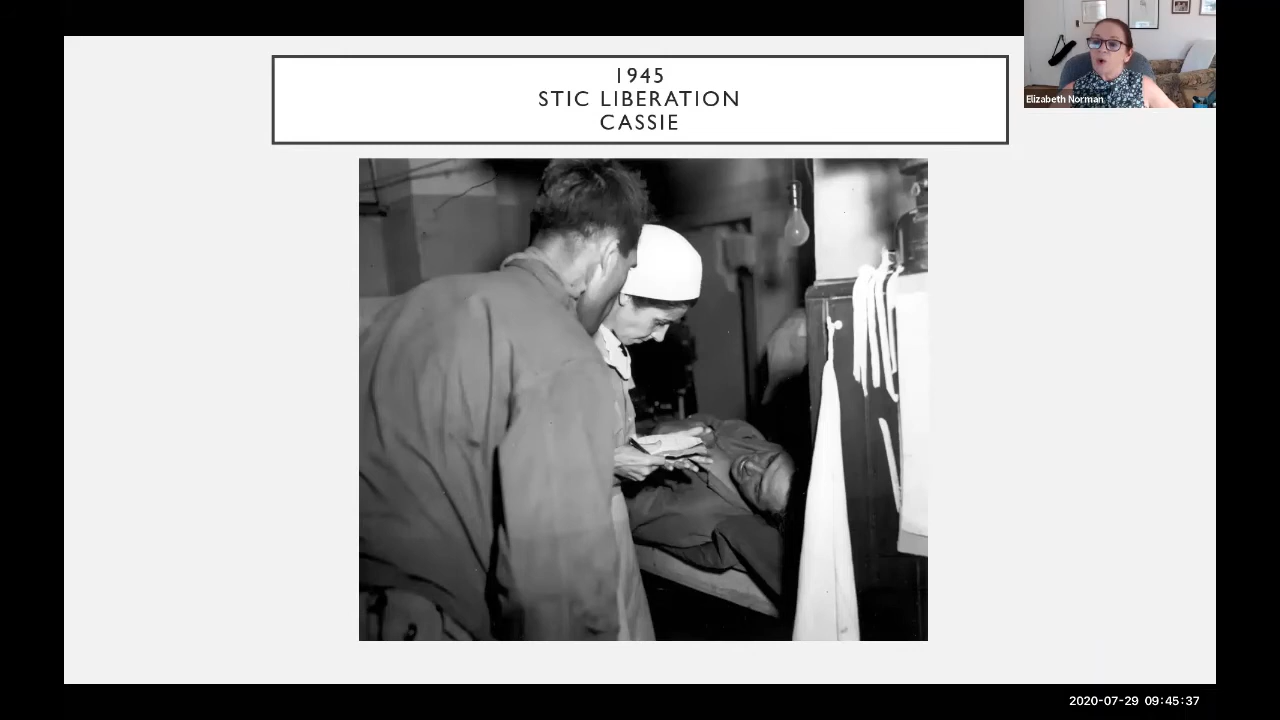 1945
STIC LIBERATION
CASSIE
Elizabeth Norman
2020-07-29 09:45:37